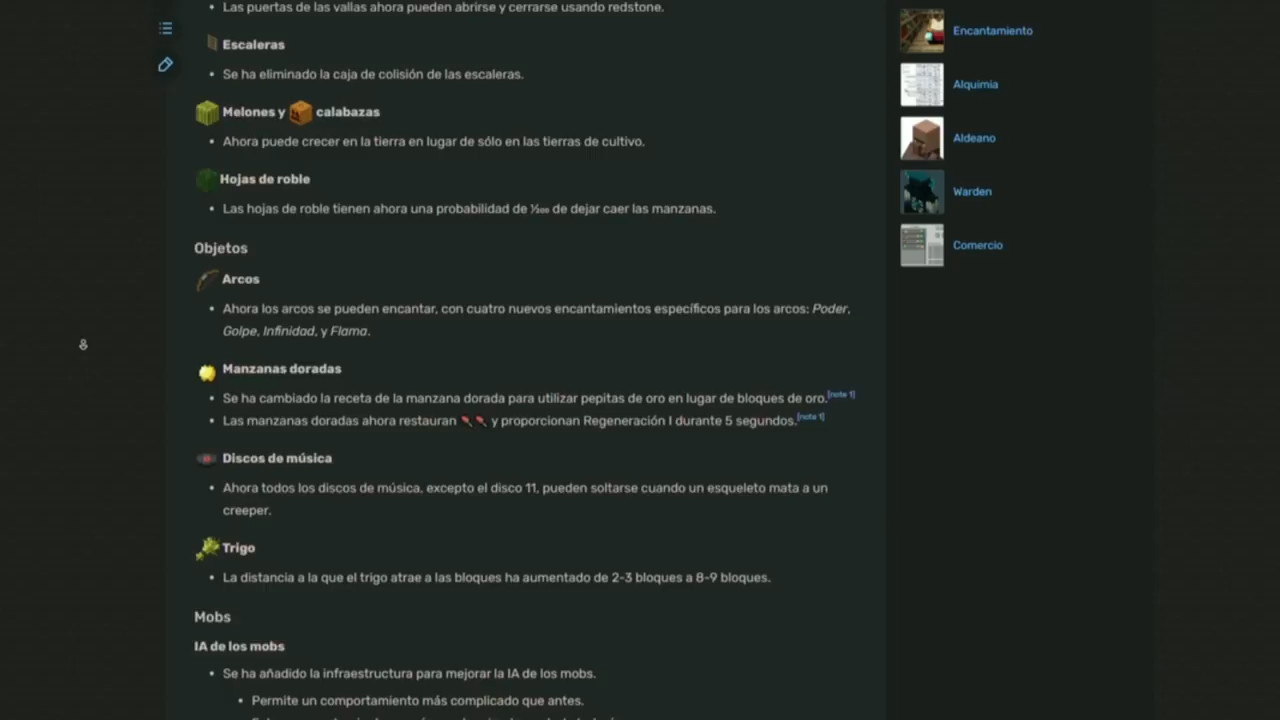 Las puertas de las vallas ahora pueden abrirse y cerrarse usando redstone.
Escaleras
Se ha eliminado la caja de colisión de las escaleras.
Melones y calabazas
Ahora puede crecer en la tierra en lugar de sólo en las tierras de cultivo.
Hojas de roble
Las hojas de roble tienen ahora una probabilidad de de dejar caer las manzanas.
Objetos
Arcos
Ahora los arcos se pueden encantar, con cuatro nuevos encantamientos específicos para los arcos: Poder,
Golpe, Infinidad, y Flama.
Manzanas doradas
Se ha cambiado la receta de la manzana dorada para utilizar pepitas de oro en lugar de bloques de oro.[note 1]
Las manzanas doradas ahora restauran y proporcionan Regeneración I durante 5 segundos.[note 1]
Discos de música
Ahora todos los discos de música, excepto el disco 11, pueden soltarse cuando un esqueleto mata a un
creeper.
Trigo
La distancia a la que el trigo atrae a las bloques ha aumentado de 2-3 bloques a 8-9 bloques.
Mobs
IA de los mobs
Se ha añadido la infraestructura para mejorar la IA de los mobs.
Permite un comportamiento más complicado que antes.
Encantamiento
Alquimia
Aldeano
Warden
Comercio